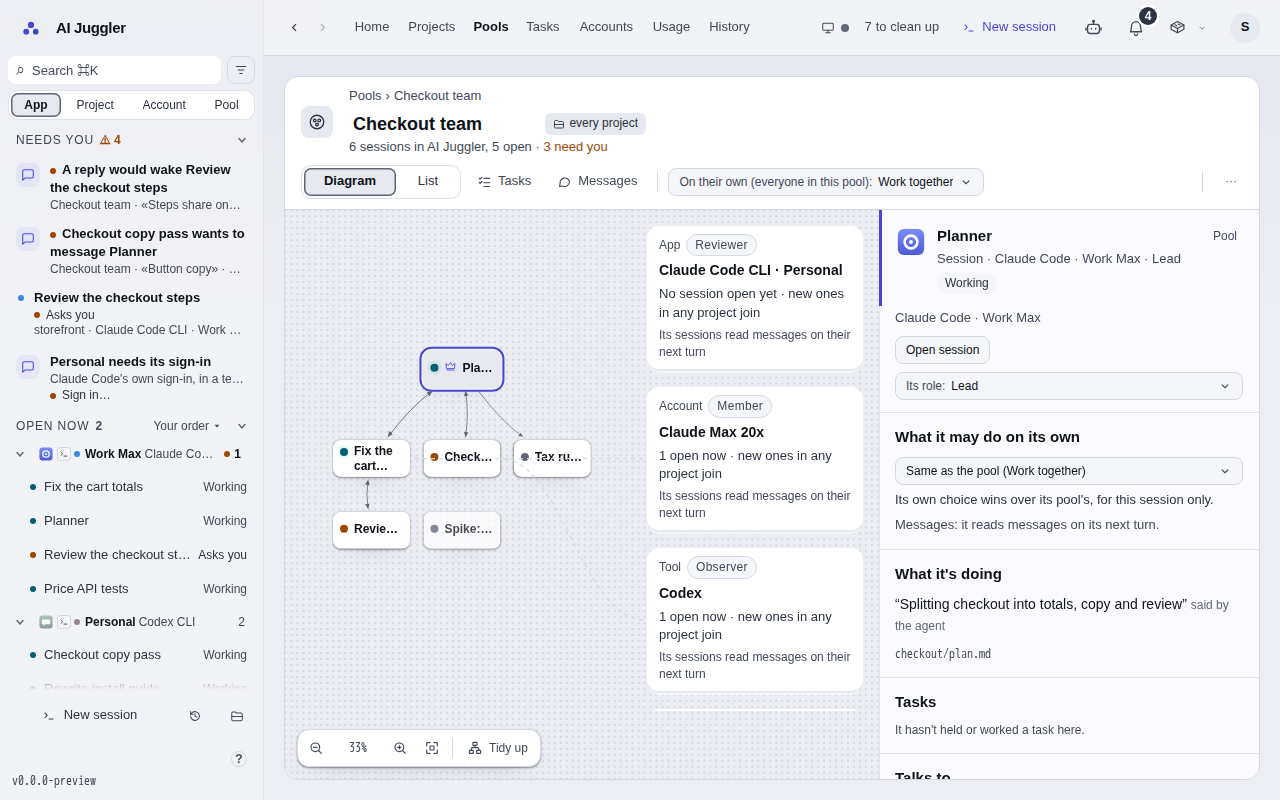 AI Juggler
Search ⌘K
App
Project
Account
Pool
NEEDS YOU
4
A reply would wake Review the checkout steps
Checkout team · «Steps share on…
Checkout copy pass wants to message Planner
Checkout team · «Button copy» · …
Review the checkout steps
Asks you
storefront · Claude Code CLI · Work …
Personal needs its sign-in
Claude Code's own sign-in, in a te…
Sign in…
OPEN NOW 2
Your order
Work Max Claude Co…
1
Fix the cart totals
Working
Planner
Working
Review the checkout st…
Asks you
Price API tests
Working
Personal Codex CLI
2
Checkout copy pass
Working
Rewrite install guide
Working
New session
?
v0.0.0-preview
Home
Projects
Pools
Tasks
Accounts
Usage
History
7 to clean up
New session
4
S
Pools › Checkout team
Checkout team
every project
6 sessions in AI Juggler, 5 open · 3 need you
Diagram
List
Tasks
Messages
On their own (everyone in this pool): Work together
···
Pla…
Fix the cart…
Check…
Tax ru…
Revie…
Spike:…
App
Reviewer
Claude Code CLI · Personal
No session open yet · new ones in any project join
Its sessions read messages on their next turn
Account
Member
Claude Max 20x
1 open now · new ones in any project join
Its sessions read messages on their next turn
Tool
Observer
Codex
1 open now · new ones in any project join
Its sessions read messages on their next turn
33%
Tidy up
Planner
Pool
Session · Claude Code · Work Max · Lead
Working
Claude Code · Work Max
Open session
Its role: Lead
What it may do on its own
Same as the pool (Work together)
Its own choice wins over its pool's, for this session only.
Messages: it reads messages on its next turn.
What it's doing
“Splitting checkout into totals, copy and review” said by the agent
checkout/plan.md
Tasks
It hasn't held or worked a task here.
Talks to